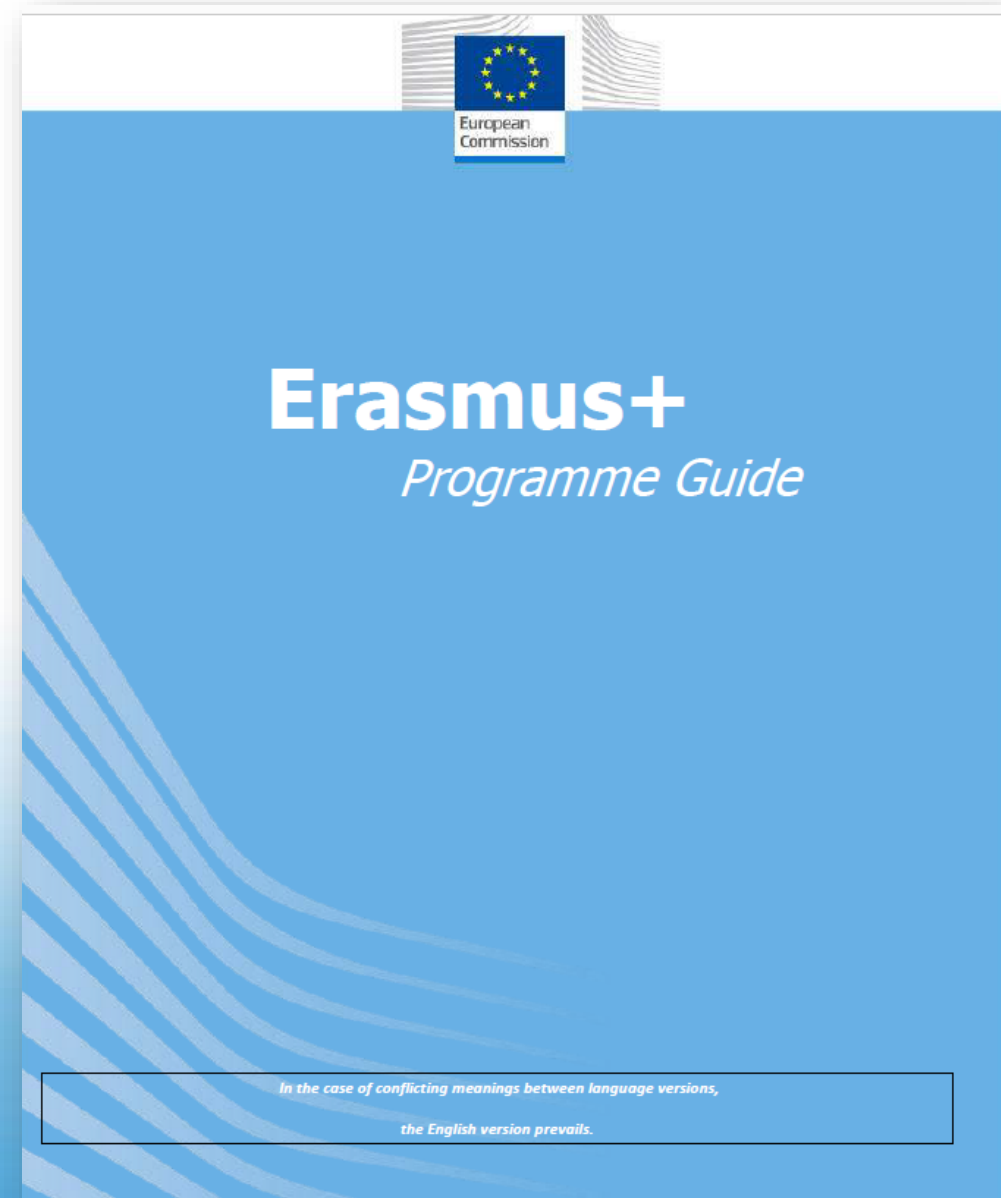 European
Commission
Erasmus+
Programme Guide
In the case of conflicting meanings between language versions,
the English version prevails.